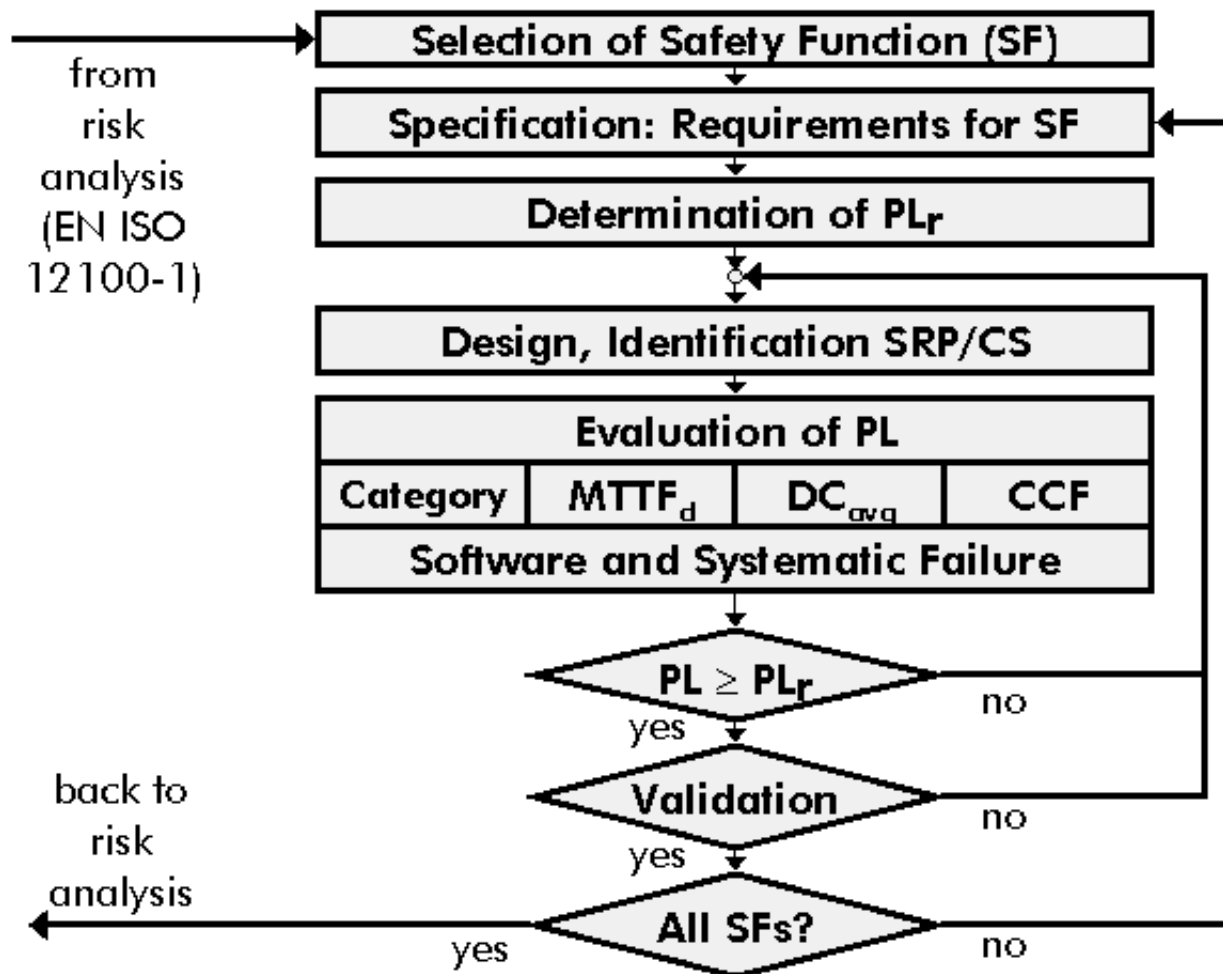 Selection of Safety Function (SF)
from
risk
analysis
(EN ISO
12100-1)
Specification: Requirements for SF
Determination of PLr
Design, Identification SRP/CS
Evaluation of PL
Category
MTTFd
DCavg
CCF
Software and Systematic Failure
PL ≥ PLr
no
yes
Validation
no
yes
All SFs?
no
yes
back to
risk
analysis